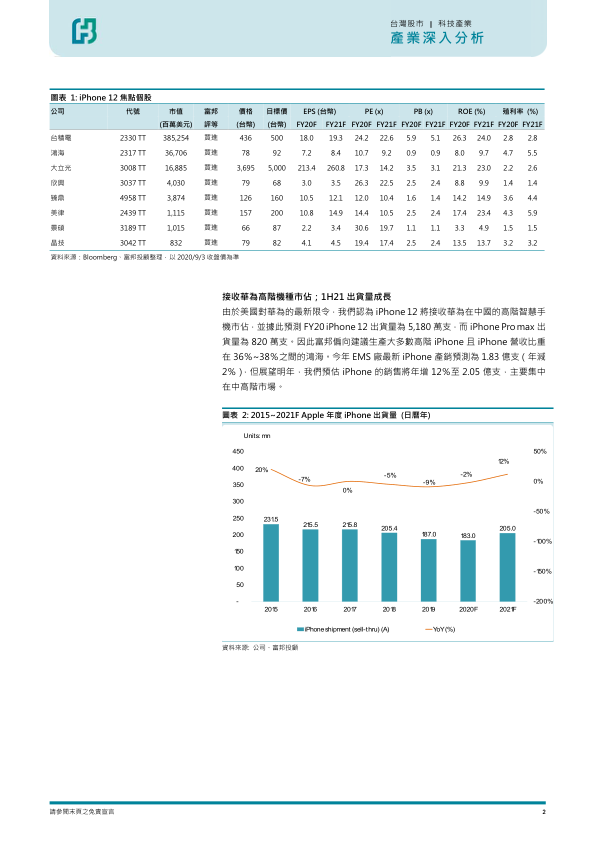 台灣股市 | 科技產業
產業深入分析
圖表 1: iPhone 12 焦點個股
公司 代號 市值 富邦 價格 目標價 EPS (台幣) PE (x) PB (x) ROE (%) 殖利率 (%)
(百萬美元) 評等 (台幣) (台幣) FY20F FY21F FY20F FY21F FY20F FY21F FY20F FY21F FY20F FY21F
台積電 2330 TT 385,254 買進 436 500 18.0 19.3 24.2 22.6 5.9 5.1 26.3 24.0 2.8 2.8
鴻海 2317 TT 36,706 買進 78 92 7.2 8.4 10.7 9.2 0.9 0.9 8.0 9.7 4.7 5.5
大立光 3008 TT 16,885 買進 3,695 5,000 213.4 260.8 17.3 14.2 3.5 3.1 21.3 23.0 2.2 2.6
欣興 3037 TT 4,030 買進 79 68 3.0 3.5 26.3 22.5 2.5 2.4 8.8 9.9 1.4 1.4
臻鼎 4958 TT 3,874 買進 126 160 10.5 12.1 12.0 10.4 1.6 1.4 14.2 14.9 3.6 4.4
美律 2439 TT 1,115 買進 157 200 10.8 14.9 14.4 10.5 2.5 2.4 17.4 23.4 4.3 5.9
景碩 3189 TT 1,015 買進 66 87 2.2 3.4 30.6 19.7 1.1 1.1 3.3 4.9 1.5 1.5
晶技 3042 TT 832 買進 79 82 4.1 4.5 19.4 17.4 2.5 2.4 13.5 13.7 3.2 3.2
資料來源：Bloomberg、富邦投顧整理，以 2020/9/3 收盤價為準
接收華為高階機種市佔；1H21 出貨量成長
由於美國對華為的最新限令，我們認為 iPhone 12 將接收華為在中國的高階智慧手
機市佔，並據此預測 FY20 iPhone 12 出貨量為 5,180 萬支，而 iPhone Pro max 出
貨量為 820 萬支。因此富邦偏向建議生產大多數高階 iPhone 且 iPhone 營收比重
在 36%~38%之間的鴻海。今年 EMS 廠最新 iPhone 產銷預測為 1.83 億支（年減
2%），但展望明年，我們預估 iPhone 的銷售將年增 12%至 2.05 億支，主要集中
在中高階市場。
圖表 2: 2015~2021F Apple 年度 iPhone 出貨量 (日曆年)
Units: mn
450 50%
400 20% -7% 0% -5% -9% -2% 12% 0%
350
300 -50%
250 231.5 215.5 215.8 205.4 187.0 183.0 205.0
200 -100%
150
100 -150%
50
- -200%
2015 2016 2017 2018 2019 2020F 2021F
iPhone shipment (sell-thru) (A) YoY (%)
資料來源: 公司、富邦投顧
請參閱末頁之免責宣言 2